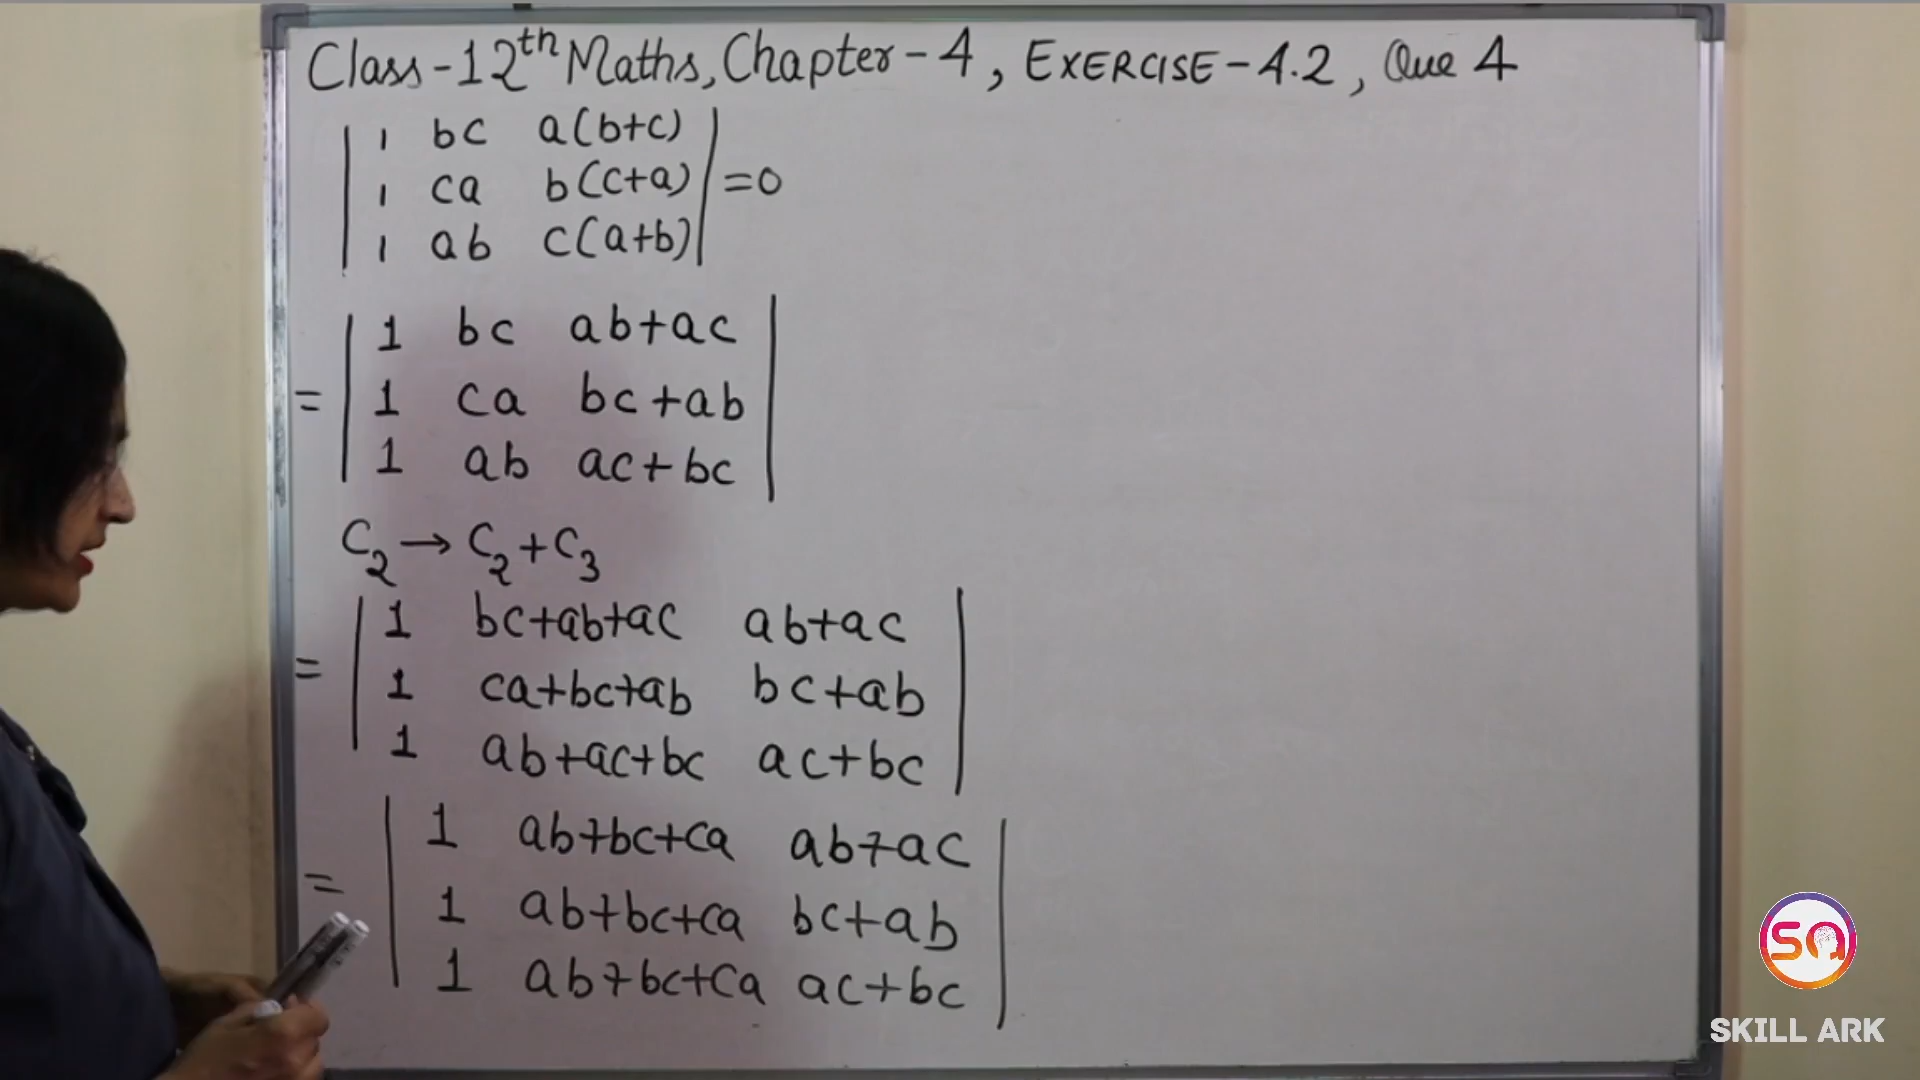 Class-12th Maths, Chapter-4, EXERCISE-4.2, Que 4
| 1 bc a(b+c) |
| 1 ca b(c+a) | =0
| 1 ab c(a+b) |
| 1 bc ab+ac |
= | 1 ca bc+ab |
| 1 ab ac+bc |
C2 → C2+C3
| 1 bc+ab+ac ab+ac |
= | 1 ca+bc+ab bc+ab |
| 1 ab+ac+bc ac+bc |
| 1 ab+bc+ca ab+ac |
= | 1 ab+bc+ca bc+ab |
| 1 ab+bc+ca ac+bc |
SA
SKILL ARK